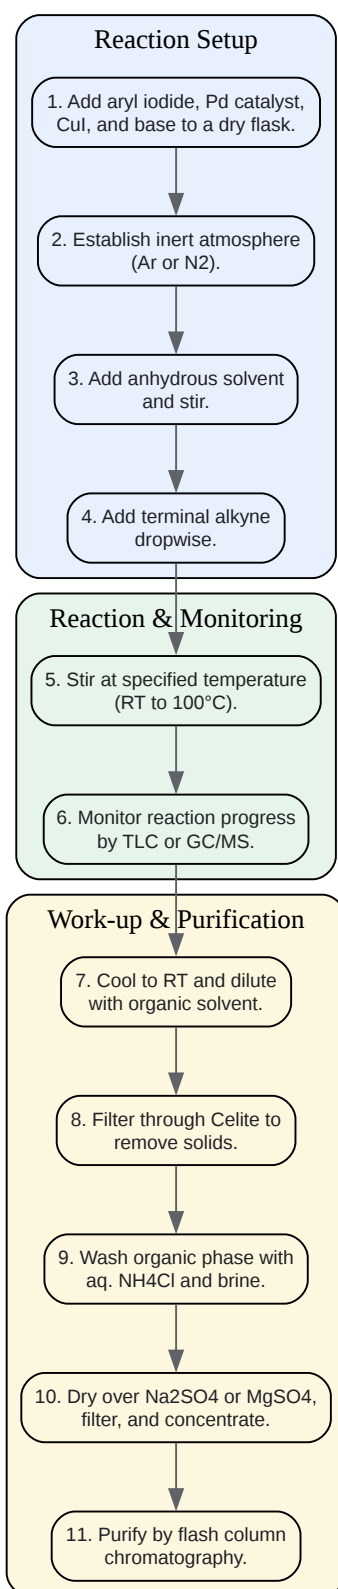 Reaction Setup
1. Add aryl iodide, Pd catalyst,
CuI, and base to a dry flask.
2. Establish inert atmosphere
(Ar or N2).
3. Add anhydrous solvent
and stir.
4. Add terminal alkyne
dropwise.
Reaction & Monitoring
5. Stir at specified temperature
(RT to 100°C).
6. Monitor reaction progress
by TLC or GC/MS.
Work-up & Purification
7. Cool to RT and dilute
with organic solvent.
8. Filter through Celite to
remove solids.
9. Wash organic phase with
aq. NH4Cl and brine.
10. Dry over Na2SO4 or MgSO4,
filter, and concentrate.
11. Purify by flash column
chromatography.